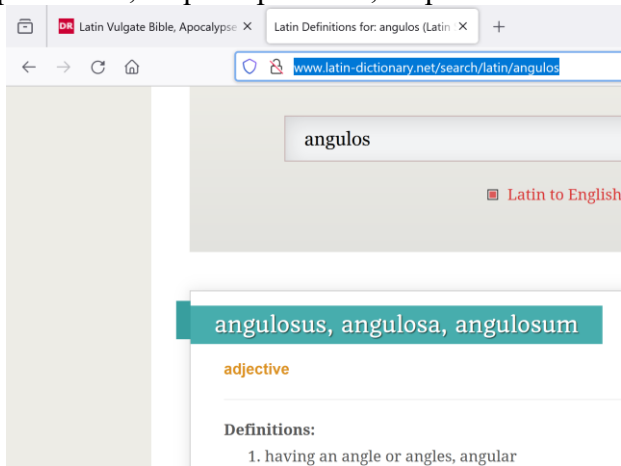 Latin Vulgate Bible, Apocalypse
Latin Definitions for: angulos (Latin
www.latin-dictionary.net/search/latin/angulos
angulos
Latin to English
angulosus, angulosa, angulosum
adjective
Definitions:
1. having an angle or angles, angular